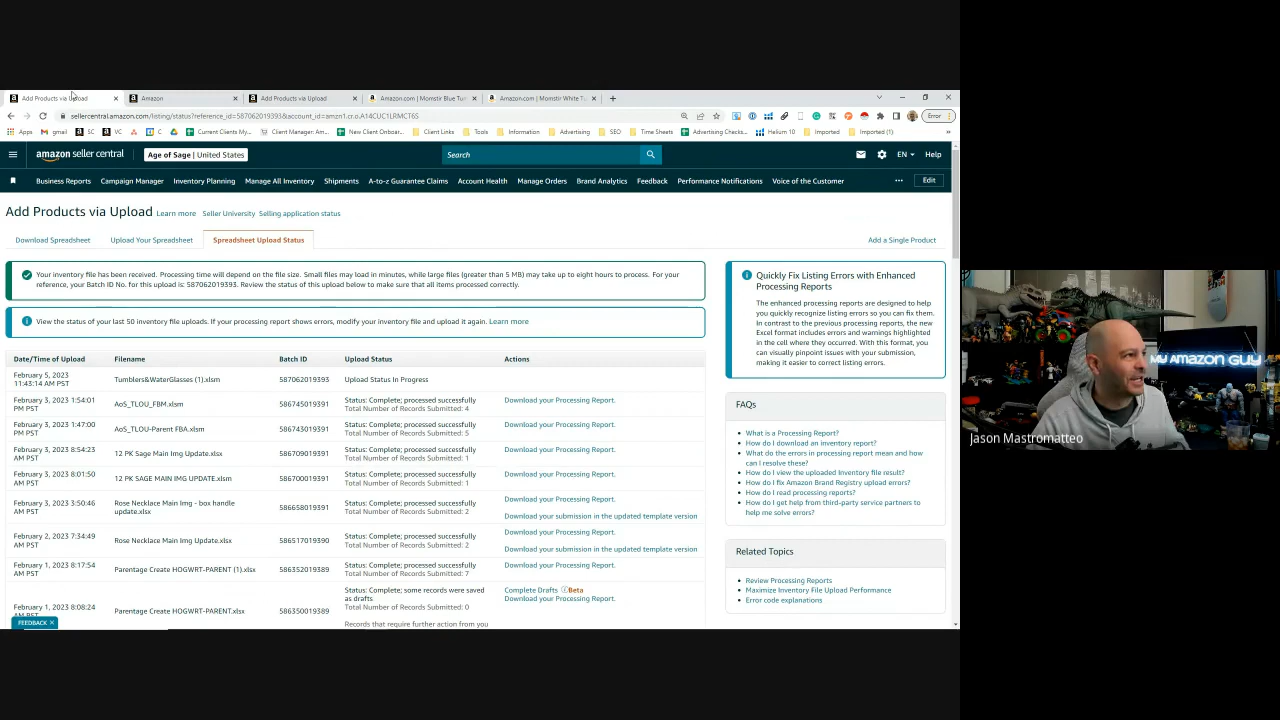 Add Products via Upload
Amazon
Add Products via Upload
Amazon.com | Momstir Blue Tum
Amazon.com | Momstir White Tu
Error
sellercentral.amazon.com/listing/status?reference_id=587062019393&account_id=amzn1.cr.o.A14CUC1LRMCT6S
Apps gmail SC VC C Current Clients My... Client Manager: Am... New Client Onboar... Client Links Tools Information Advertising SEO Time Sheets Advertising Checks... Helium 10 Imported Imported (1) »
amazon seller central
Age of Sage | United States
Search
EN Help
Business Reports Campaign Manager Inventory Planning Manage All Inventory Shipments A-to-z Guarantee Claims Account Health Manage Orders Brand Analytics Feedback Performance Notifications Voice of the Customer ••• Edit
Add Products via Upload Learn more Seller University Selling application status
Download Spreadsheet Upload Your Spreadsheet Spreadsheet Upload Status Add a Single Product
Your inventory file has been received. Processing time will depend on the file size. Small files may load in minutes, while large files (greater than 5 MB) may take up to eight hours to process. For your
reference, your Batch ID No. for this upload is: 587062019393. Review the status of this upload below to make sure that all items processed correctly.
View the status of your last 50 inventory file uploads. If your processing report shows errors, modify your inventory file and upload it again. Learn more
Date/Time of Upload Filename Batch ID Upload Status Actions
February 5, 2023
11:43:14 AM PST
Tumblers&WaterGlasses (1).xlsm 587062019393 Upload Status In Progress
February 3, 2023 1:54:01
PM PST
AoS_TLOU_FBM.xlsm 586745019391
Status: Complete; processed successfully
Total Number of Records Submitted: 4
Download your Processing Report.
February 3, 2023 1:47:00
PM PST
AoS_TLOU-Parent FBA.xlsm 586743019391
Status: Complete; processed successfully
Total Number of Records Submitted: 5
Download your Processing Report.
February 3, 2023 8:54:23
AM PST
12 PK Sage Main Img Update.xlsx 586709019391
Status: Complete; processed successfully
Total Number of Records Submitted: 1
Download your Processing Report.
February 3, 2023 8:01:50
AM PST
12 PK SAGE MAIN IMG UPDATE.xlsm 586700019391
Status: Complete; processed successfully
Total Number of Records Submitted: 1
Download your Processing Report.
February 3, 2023 3:50:46
AM PST
Rose Necklace Main Img - box handle
update.xlsx
586658019391
Status: Complete; processed successfully
Total Number of Records Submitted: 2
Download your Processing Report.
Download your submission in the updated template version
February 2, 2023 7:34:49
AM PST
Rose Necklace Main Img Update.xlsx 586517019390
Status: Complete; processed successfully
Total Number of Records Submitted: 2
Download your Processing Report.
Download your submission in the updated template version
February 1, 2023 8:17:54
AM PST
Parentage Create HOGWRT-PARENT (1).xlsx 586352019389
Status: Complete; processed successfully
Total Number of Records Submitted: 7
Download your Processing Report.
February 1, 2023 8:08:24
AM PST
Parentage Create HOGWRT-PARENT.xlsx 586350019389
Status: Complete; some records were saved
as drafts.
Total Number of Records Submitted: 0
Records that require further action from you
Complete Drafts Beta
Download your Processing Report.
FEEDBACK
Quickly Fix Listing Errors with Enhanced
Processing Reports
The enhanced processing reports are designed to help
you quickly recognize listing errors so you can fix them.
In contrast to the previous processing reports, the new
Excel format includes errors and warnings highlighted
in the cell where they occurred. With this format, you
can visually pinpoint issues with your submission,
making it easier to correct listing errors.
FAQs
What is a Processing Report?
How do I download an inventory report?
What do the errors in processing report mean and how
can I resolve these?
How do I view the uploaded Inventory file result?
How do I fix Amazon Brand Registry upload errors?
How do I read processing reports?
How do I get help from third-party service partners to
help me solve errors?
Related Topics
Review Processing Reports
Maximize Inventory File Upload Performance
Error code explanations
MY AMAZON GUY
Jason Mastromatteo